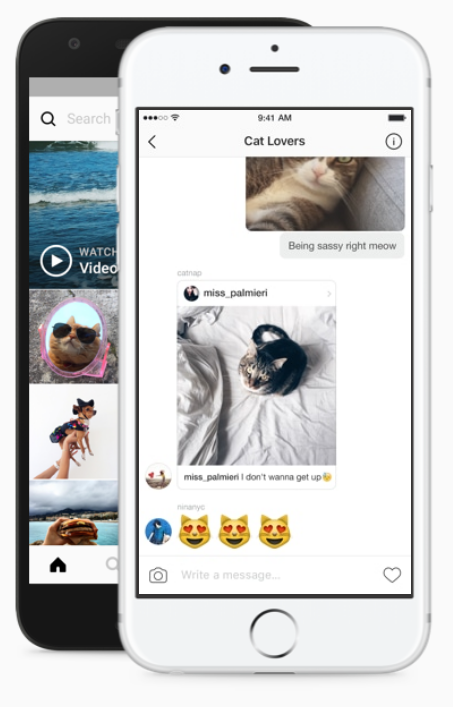 Search
WATCH
Video
9:41 AM
Cat Lovers
Being sassy right meow
catnap
miss_palmieri
miss_palmieri I don't wanna get up
ninanyc
Write a message...